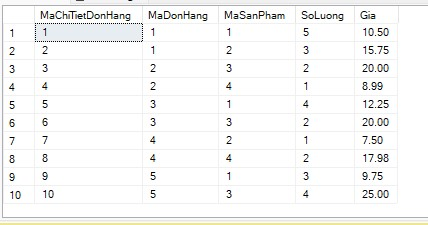 MaChiTietDonHang MaDonHang MaSanPham SoLuong Gia
1 1 1 1 5 10.50
2 2 1 2 3 15.75
3 3 2 3 2 20.00
4 4 2 4 1 8.99
5 5 3 1 4 12.25
6 6 3 3 2 20.00
7 7 4 2 1 7.50
8 8 4 4 2 17.98
9 9 5 1 3 9.75
10 10 5 3 4 25.00